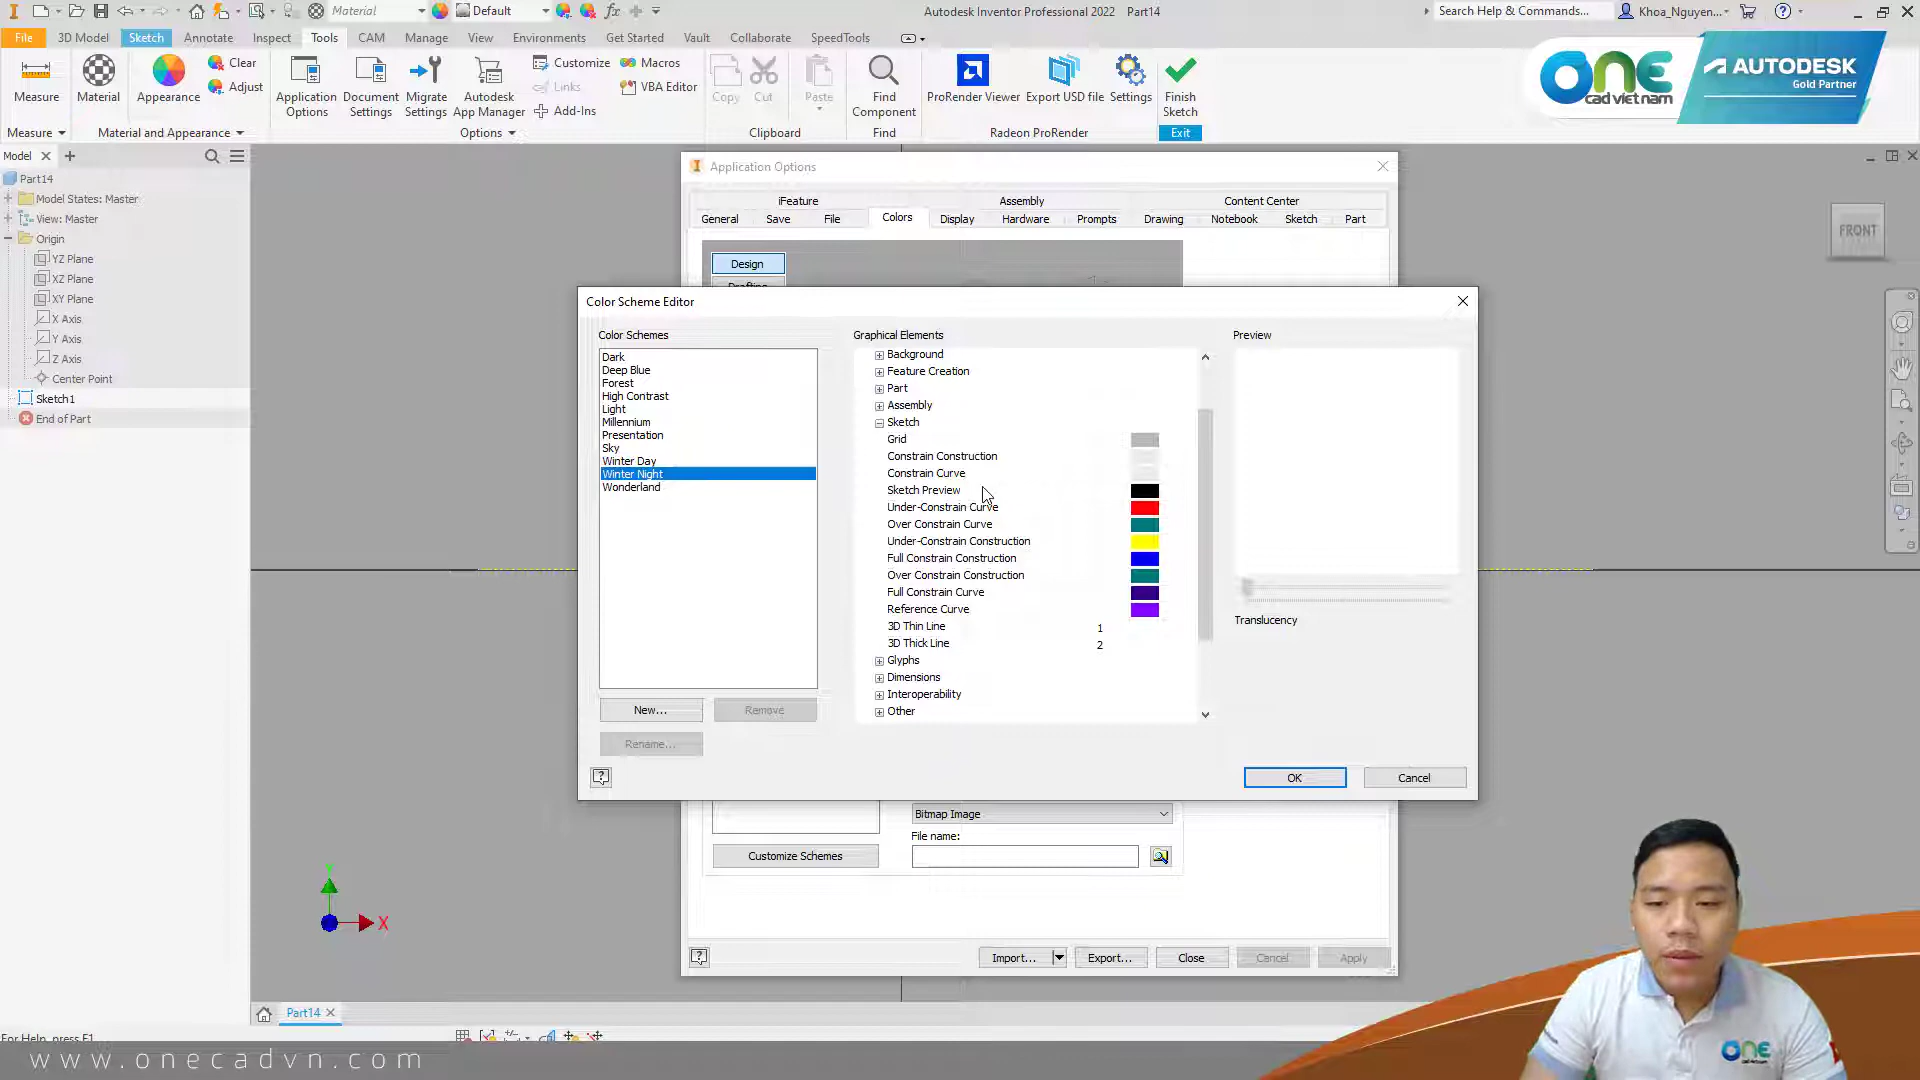 Material
Default
Autodesk Inventor Professional 2022 Part14
Search Help & Commands...
Khoa_Nguyen...
File
3D Model
Sketch
Annotate
Inspect
Tools
CAM
Manage
View
Environments
Get Started
Vault
Collaborate
SpeedTools
Measure
Material
Appearance
Clear
Adjust
Application Options
Document Settings
Migrate Settings
Autodesk App Manager
Customize
Links
Add-Ins
Macros
VBA Editor
Copy
Cut
Paste
Find Component
ProRender Viewer
Export USD file
Settings
Finish Sketch
Measure
Material and Appearance
Options
Clipboard
Find
Radeon ProRender
Exit
ONE
cad vietnam
AUTODESK
Gold Partner
Model
Part14
Model States: Master
View: Master
Origin
YZ Plane
XZ Plane
XY Plane
X Axis
Y Axis
Z Axis
Center Point
Sketch1
End of Part
FRONT
Application Options
iFeature
Assembly
Content Center
General
Save
File
Colors
Display
Hardware
Prompts
Drawing
Notebook
Sketch
Part
Design
Drafting
Color Scheme Editor
Color Schemes
Dark
Deep Blue
Forest
High Contrast
Light
Millennium
Presentation
Sky
Winter Day
Winter Night
Wonderland
New...
Remove
Rename...
Graphical Elements
Background
Feature Creation
Part
Assembly
Sketch
Grid
Constrain Construction
Constrain Curve
Sketch Preview
Under-Constrain Curve
Over Constrain Curve
Under-Constrain Construction
Full Constrain Construction
Over Constrain Construction
Full Constrain Curve
Reference Curve
3D Thin Line 1
3D Thick Line 2
Glyphs
Dimensions
Interoperability
Other
Preview
Translucency
OK
Cancel
Bitmap Image
File name:
Customize Schemes
Import...
Export...
Close
Cancel
Apply
Y
X
Part14
For Help, press F1
www.onecadvn.com
ONE